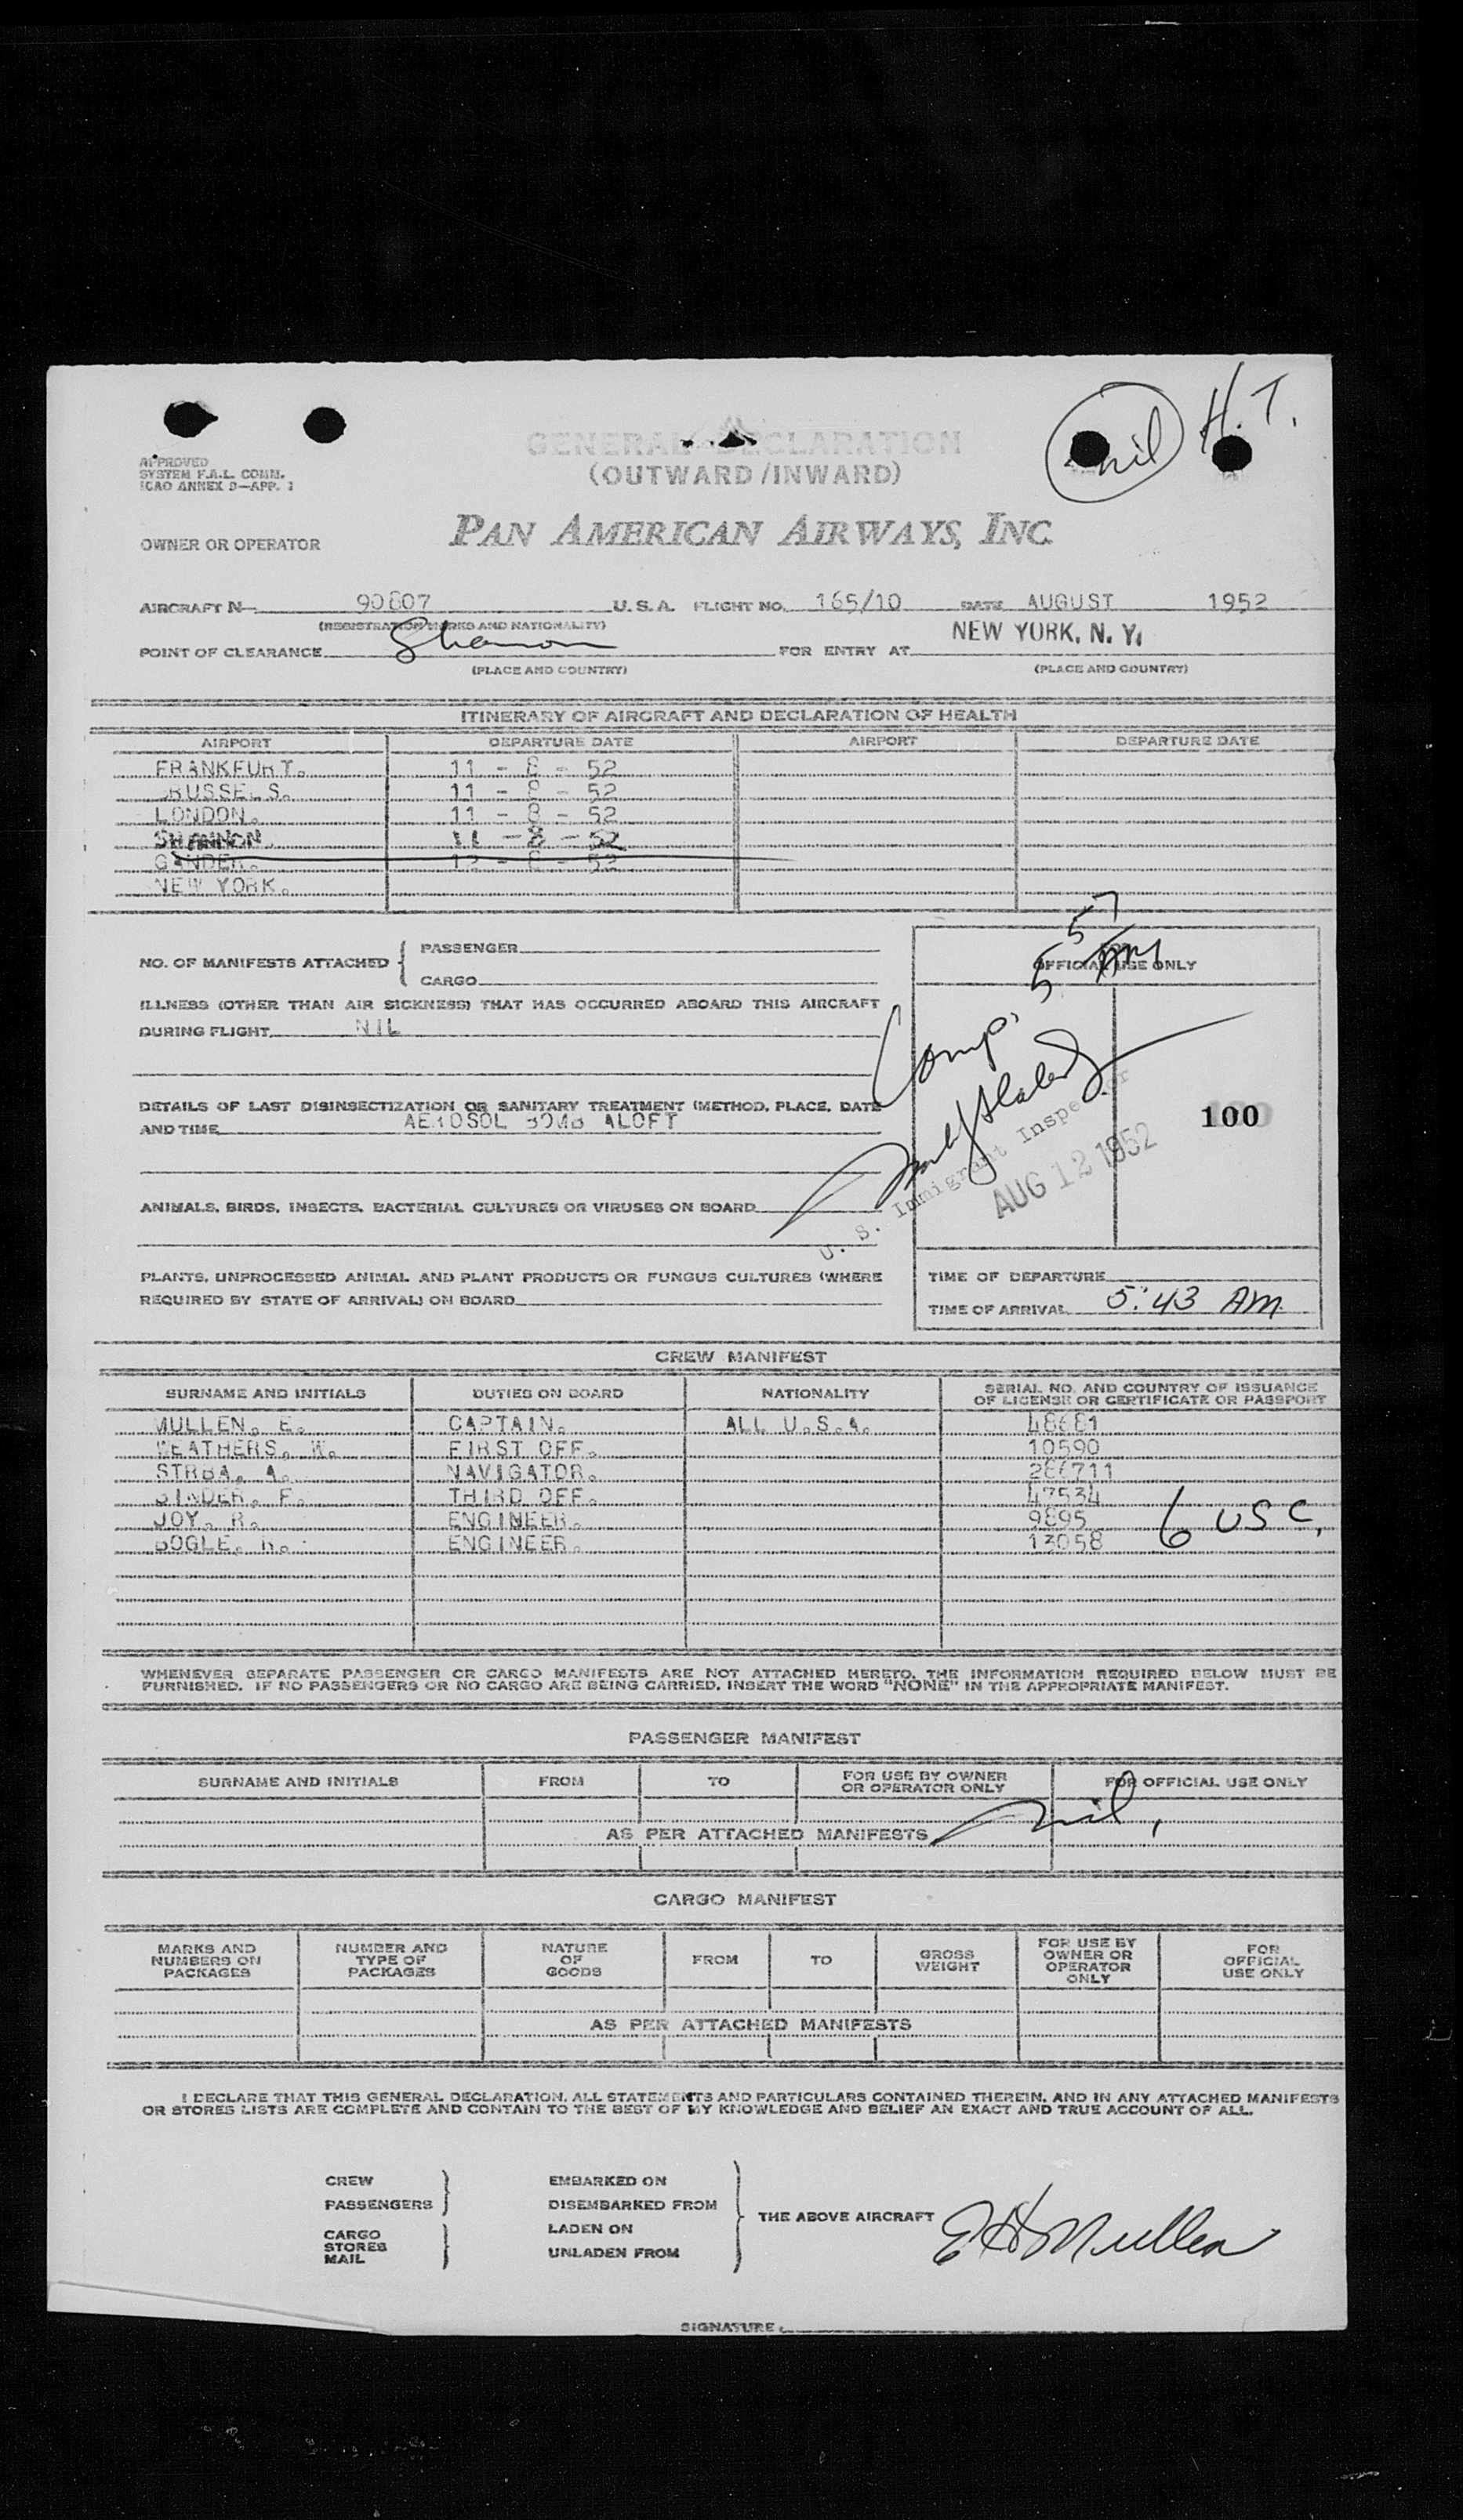 nil H.T.
GENERAL DECLARATION
(OUTWARD/INWARD)
APPROVED
SYSTEM F.A.L. COMM.
ICAO ANNEX 9—APP. 1
OWNER OR OPERATOR PAN AMERICAN AIRWAYS, INC
AIRCRAFT N— 90807 U.S.A. FLIGHT NO. 165/10 DATE AUGUST 1952
(REGISTRATION MARKS AND NATIONALITY)
POINT OF CLEARANCE Shannon FOR ENTRY AT NEW YORK, N. Y.
(PLACE AND COUNTRY) (PLACE AND COUNTRY)
ITINERARY OF AIRCRAFT AND DECLARATION OF HEALTH
AIRPORT DEPARTURE DATE AIRPORT DEPARTURE DATE
FRANKFURT. 11 - 8 - 52
BRUSSELS. 11 - 8 - 52
LONDON. 11 - 8 - 52
SHANNON 11 - 8 - 52
GANDER. 12 - 8 - 52
NEW YORK.
NO. OF MANIFESTS ATTACHED { PASSENGER
CARGO
ILLNESS (OTHER THAN AIR SICKNESS) THAT HAS OCCURRED ABOARD THIS AIRCRAFT
DURING FLIGHT NIL
DETAILS OF LAST DISINSECTIZATION OR SANITARY TREATMENT (METHOD, PLACE, DATE
AND TIME AEROSOL BOMB ALOFT
ANIMALS, BIRDS, INSECTS, BACTERIAL CULTURES OR VIRUSES ON BOARD
PLANTS, UNPROCESSED ANIMAL AND PLANT PRODUCTS OR FUNGUS CULTURES (WHERE
REQUIRED BY STATE OF ARRIVAL) ON BOARD
OFFICIAL USE ONLY
Comp. 5 57 AM
U. S. Immigrant Inspector
AUG 12 1952
100
TIME OF DEPARTURE
TIME OF ARRIVAL 5:43 AM
CREW MANIFEST
SURNAME AND INITIALS DUTIES ON BOARD NATIONALITY SERIAL NO. AND COUNTRY OF ISSUANCE
OF LICENSE OR CERTIFICATE OR PASSPORT
MULLEN, E. CAPTAIN. ALL U.S.A. 48681
WEATHERS, W. FIRST OFF. 10590
STRBA, A. NAVIGATOR. 286711
SINDER, F. THIRD OFF. 47534
JOY, R. ENGINEER. 9895
BOGLE, R. ENGINEER. 13058
6 USC.
WHENEVER SEPARATE PASSENGER OR CARGO MANIFESTS ARE NOT ATTACHED HERETO, THE INFORMATION REQUIRED BELOW MUST BE
FURNISHED. IF NO PASSENGERS OR NO CARGO ARE BEING CARRIED, INSERT THE WORD "NONE" IN THE APPROPRIATE MANIFEST.
PASSENGER MANIFEST
SURNAME AND INITIALS FROM TO FOR USE BY OWNER
OR OPERATOR ONLY FOR OFFICIAL USE ONLY
AS PER ATTACHED MANIFESTS nil,
CARGO MANIFEST
MARKS AND
NUMBERS ON
PACKAGES NUMBER AND
TYPE OF
PACKAGES NATURE
OF
GOODS FROM TO GROSS
WEIGHT FOR USE BY
OWNER OR
OPERATOR
ONLY FOR
OFFICIAL
USE ONLY
AS PER ATTACHED MANIFESTS
I DECLARE THAT THIS GENERAL DECLARATION, ALL STATEMENTS AND PARTICULARS CONTAINED THEREIN, AND IN ANY ATTACHED MANIFESTS
OR STORES LISTS ARE COMPLETE AND CONTAIN TO THE BEST OF MY KNOWLEDGE AND BELIEF AN EXACT AND TRUE ACCOUNT OF ALL.
CREW
PASSENGERS
CARGO
STORES
MAIL
EMBARKED ON
DISEMBARKED FROM
LADEN ON
UNLADEN FROM
THE ABOVE AIRCRAFT
E H Mullen
SIGNATURE